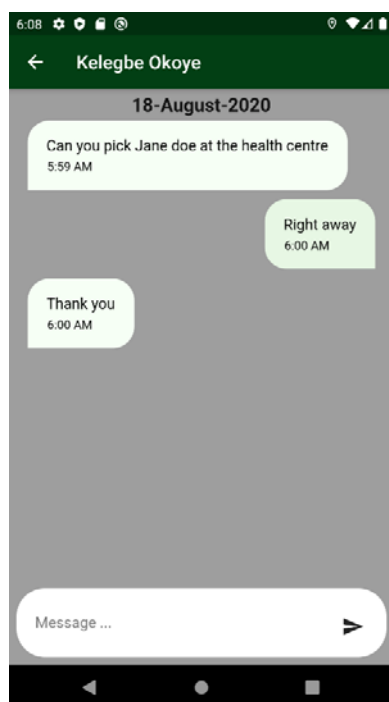 6:08
Kelegbe Okoye
18-August-2020
Can you pick Jane doe at the health centre
5:59 AM
Right away
6:00 AM
Thank you
6:00 AM
Message ...